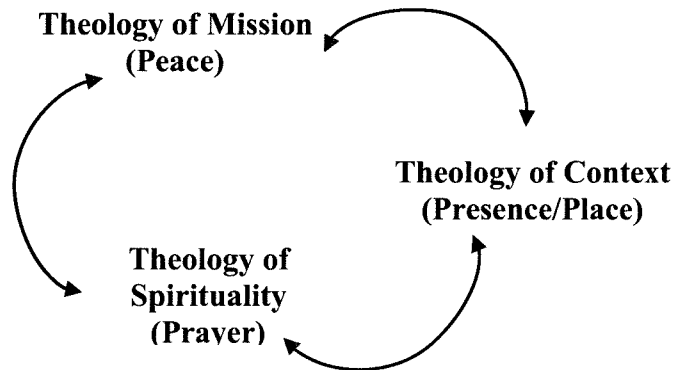 Theology of Mission
(Peace)
Theology of Context
(Presence/Place)
Theology of
Spirituality
(Prayer)